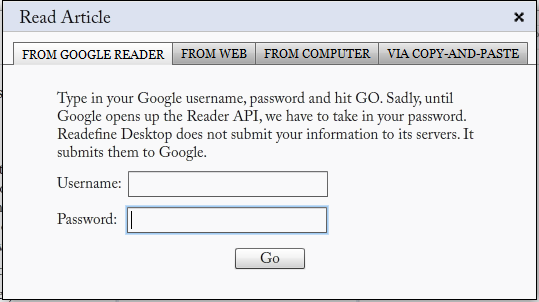 Read Article
FROM GOOGLE READER FROM WEB FROM COMPUTER VIA COPY-AND-PASTE
Type in your Google username, password and hit GO. Sadly, until
Google opens up the Reader API, we have to take in your password.
Readefine Desktop does not submit your information to its servers. It
submits them to Google.
Username:
Password:
Go